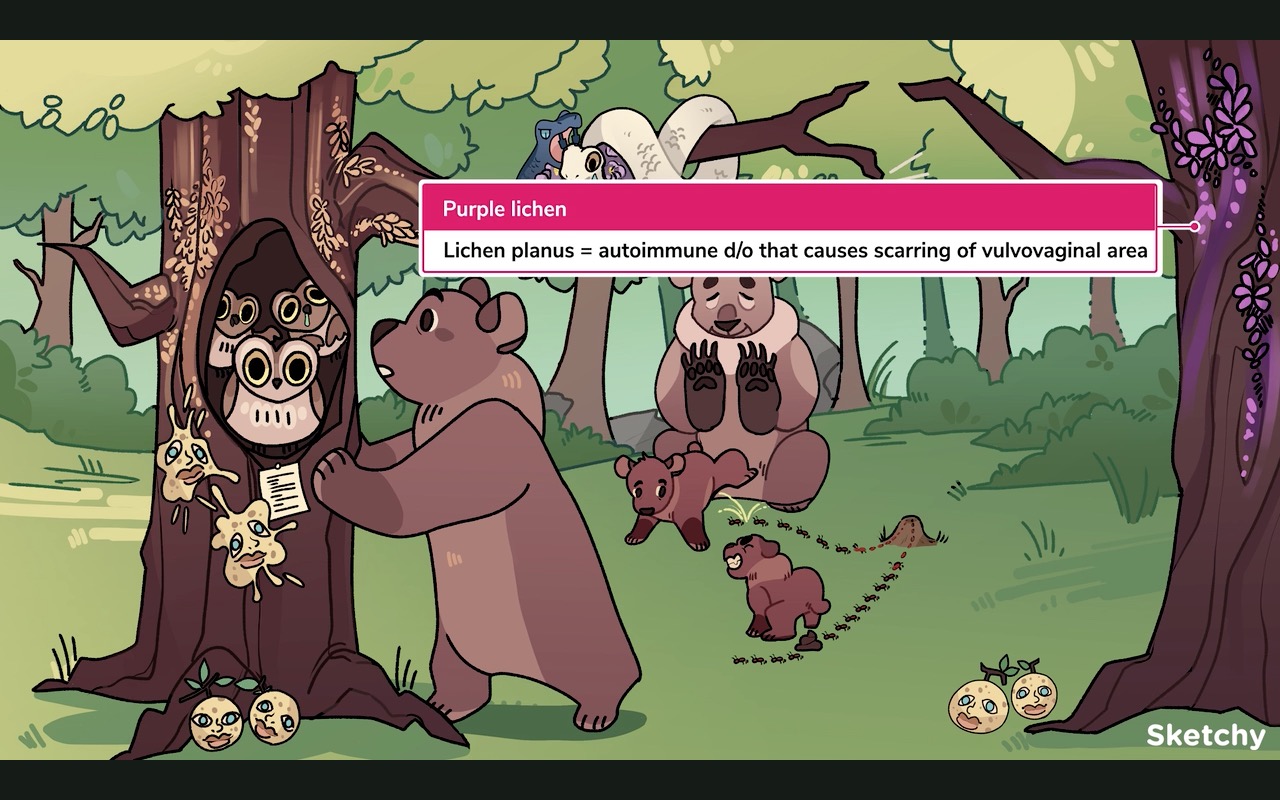 Purple lichen
Lichen planus = autoimmune d/o that causes scarring of vulvovaginal area
Sketchy